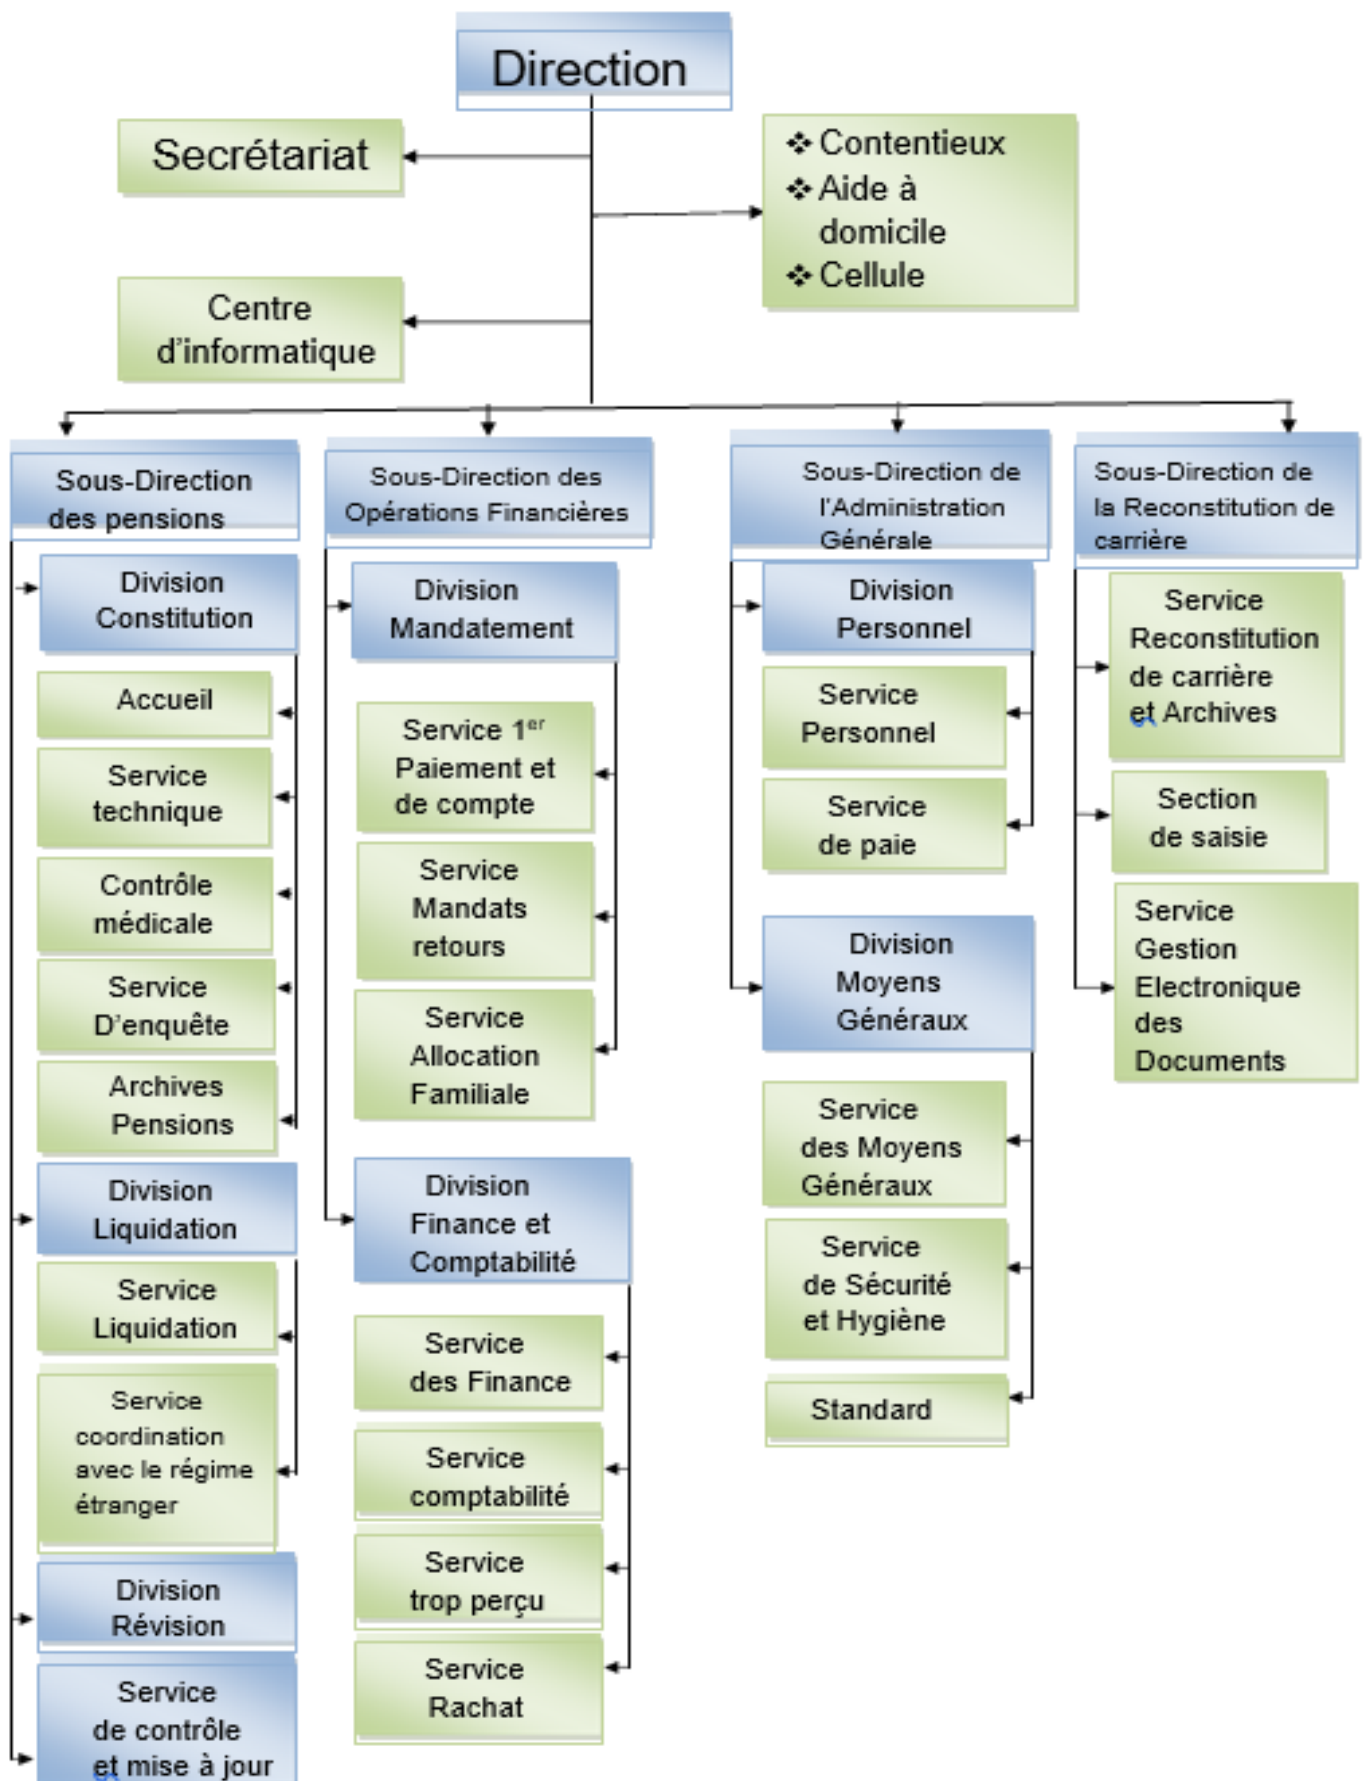 Direction
Secrétariat
❖ Contentieux
❖ Aide à
domicile
❖ Cellule
Centre
d'informatique
Sous-Direction
des pensions
Division
Constitution
Accueil
Service
technique
Contrôle
médicale
Service
D'enquête
Archives
Pensions
Division
Liquidation
Service
Liquidation
Service
coordination
avec le régime
étranger
Division
Révision
Service
de contrôle
et mise à jour
Sous-Direction des
Opérations Financières
Division
Mandatement
Service 1er
Paiement et
de compte
Service
Mandats
retours
Service
Allocation
Familiale
Division
Finance et
Comptabilité
Service
des Finance
Service
comptabilité
Service
trop perçu
Service
Rachat
Sous-Direction de
l'Administration
Générale
Division
Personnel
Service
Personnel
Service
de paie
Division
Moyens
Généraux
Service
des Moyens
Généraux
Service
de Sécurité
et Hygiène
Standard
Sous-Direction de
la Reconstitution de
carrière
Service
Reconstitution
de carrière
et Archives
Section
de saisie
Service
Gestion
Electronique
des
Documents